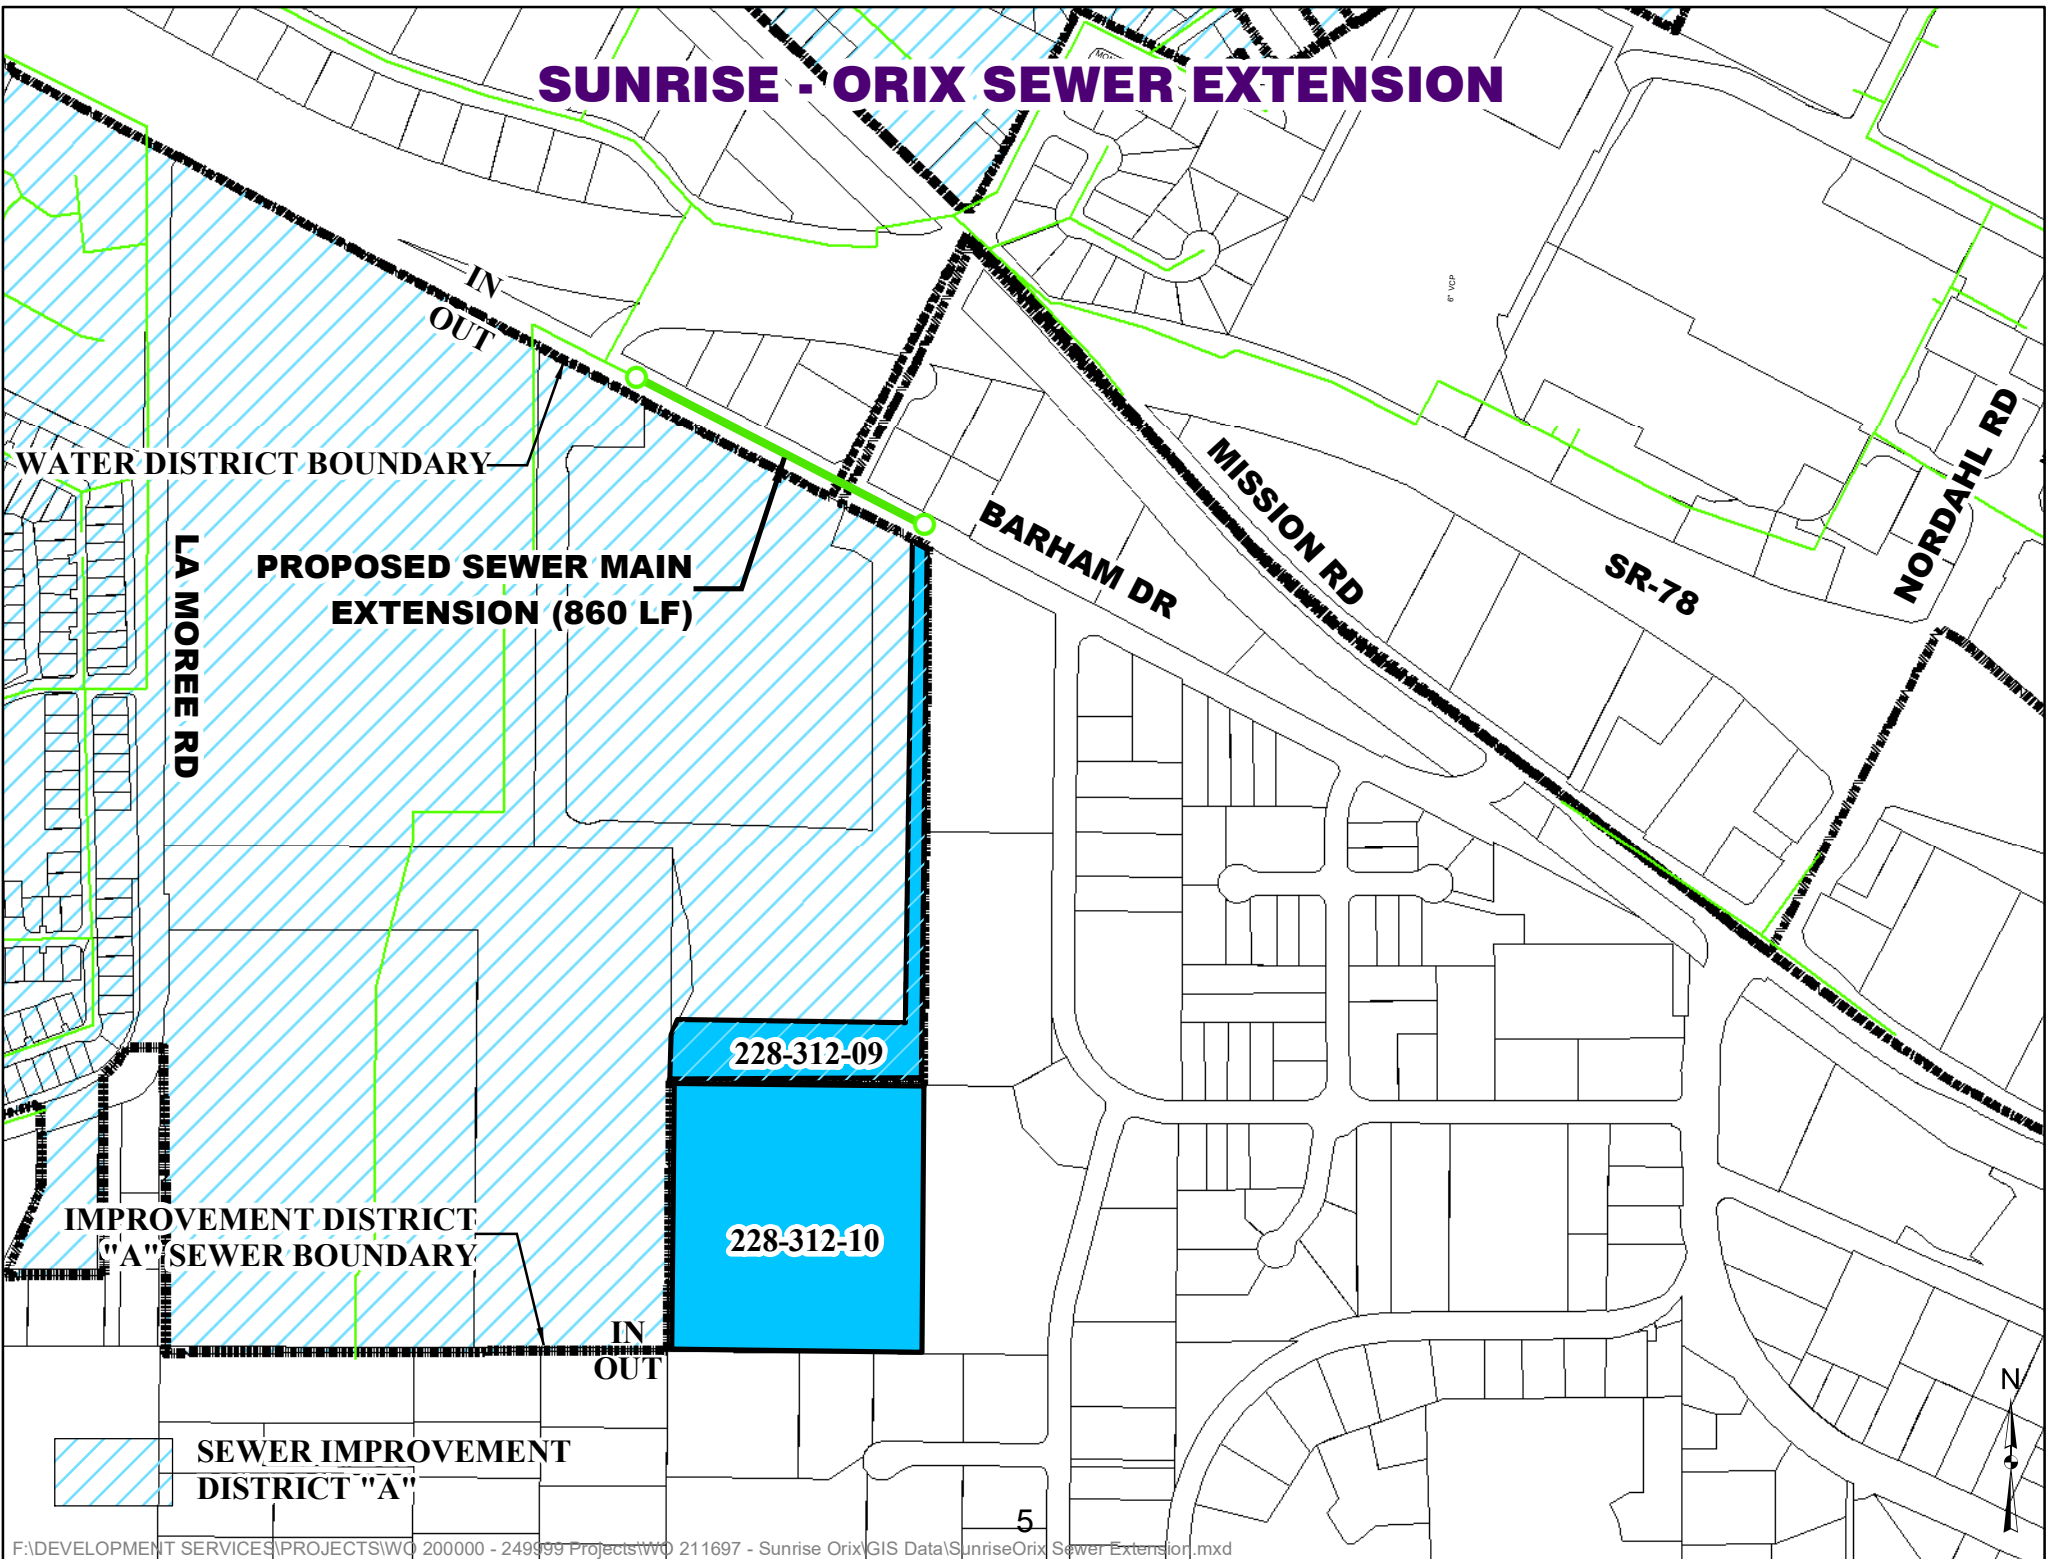 SUNRISE - ORIX SEWER EXTENSION
IN
OUT
6" VCP
WATER DISTRICT BOUNDARY
NORDAHL RD
MISSION RD
BARHAM DR
SR-78
LA MOREE RD
PROPOSED SEWER MAIN
EXTENSION (860 LF)
228-312-09
228-312-10
IMPROVEMENT DISTRICT
"A" SEWER BOUNDARY
IN
OUT
N
SEWER IMPROVEMENT
DISTRICT "A"
5
F:\DEVELOPMENT SERVICES\PROJECTS\WO 200000 - 249999 Projects\WO 211697 - Sunrise Orix\GIS Data\SunriseOrix Sewer Extension.mxd